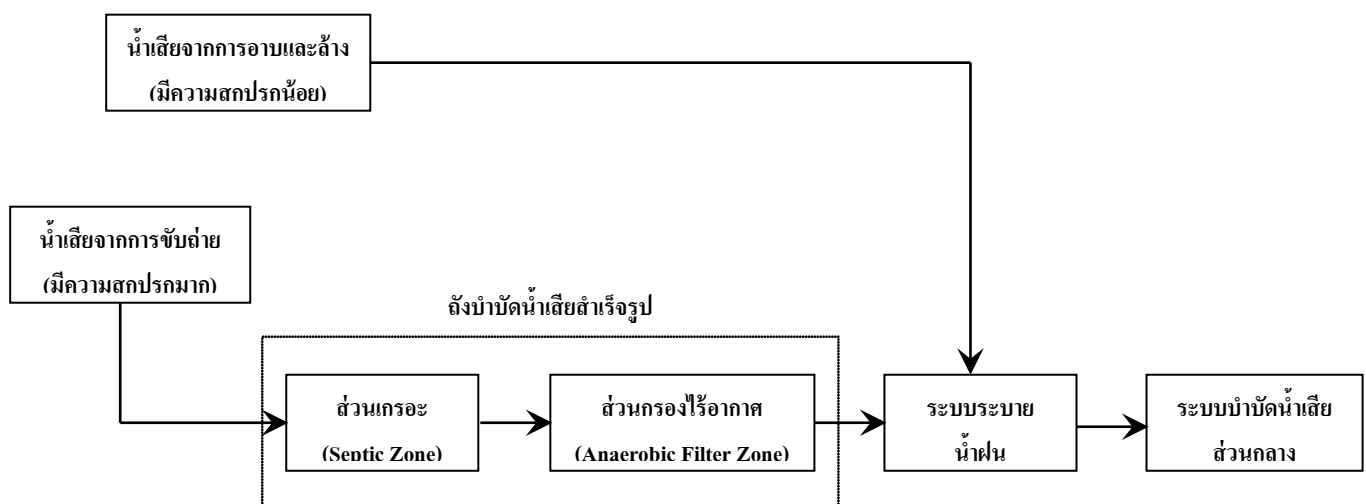 น้ำเสียจากการอาบและล้าง
(มีความสกปรกน้อย)
น้ำเสียจากการขับถ่าย
(มีความสกปรกมาก)
ถังบำบัดน้ำเสียสำเร็จรูป
ส่วนเกรอะ
(Septic Zone)
ส่วนกรองไร้อากาศ
(Anaerobic Filter Zone)
ระบบระบาย
น้ำฝน
ระบบบำบัดน้ำเสีย
ส่วนกลาง